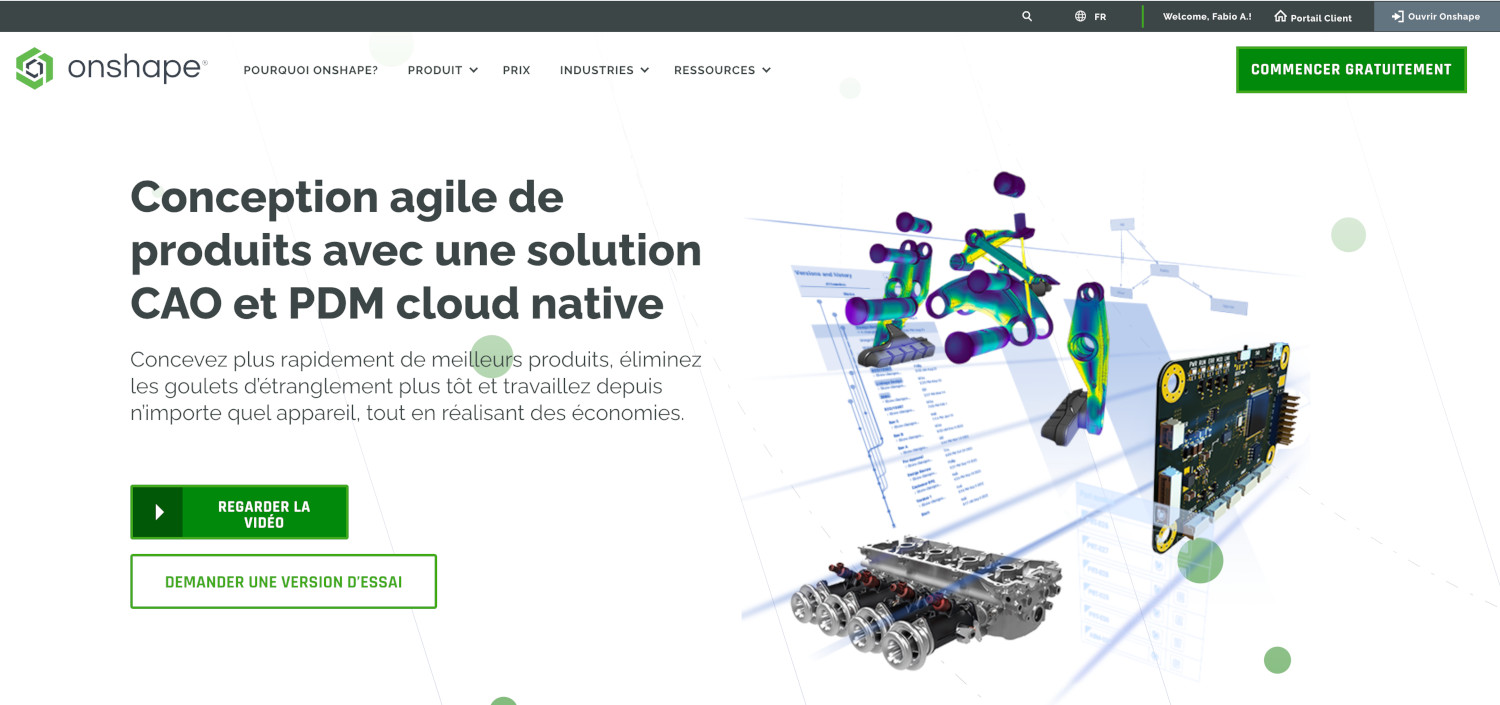 FR
Welcome, Fabio A.!
Portail Client
Ouvrir Onshape
onshape®
POURQUOI ONSHAPE?
PRODUIT
PRIX
INDUSTRIES
RESSOURCES
COMMENCER GRATUITEMENT
Conception agile de
produits avec une solution
CAO et PDM cloud native
Concevez plus rapidement de meilleurs produits, éliminez
les goulets d'étranglement plus tôt et travaillez depuis
n'importe quel appareil, tout en réalisant des économies.
REGARDER LA
VIDÉO
DEMANDER UNE VERSION D'ESSAI
Versions and history